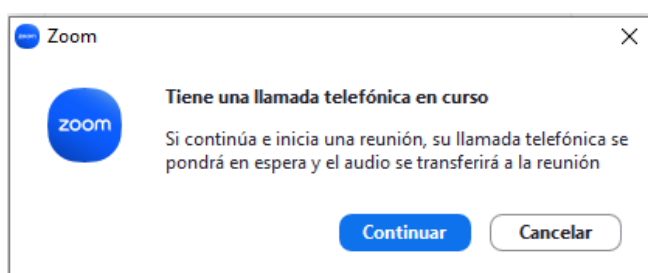 Zoom
Tiene una llamada telefónica en curso
zoom
Si continúa e inicia una reunión, su llamada telefónica se
pondrá en espera y el audio se transferirá a la reunión
Continuar
Cancelar